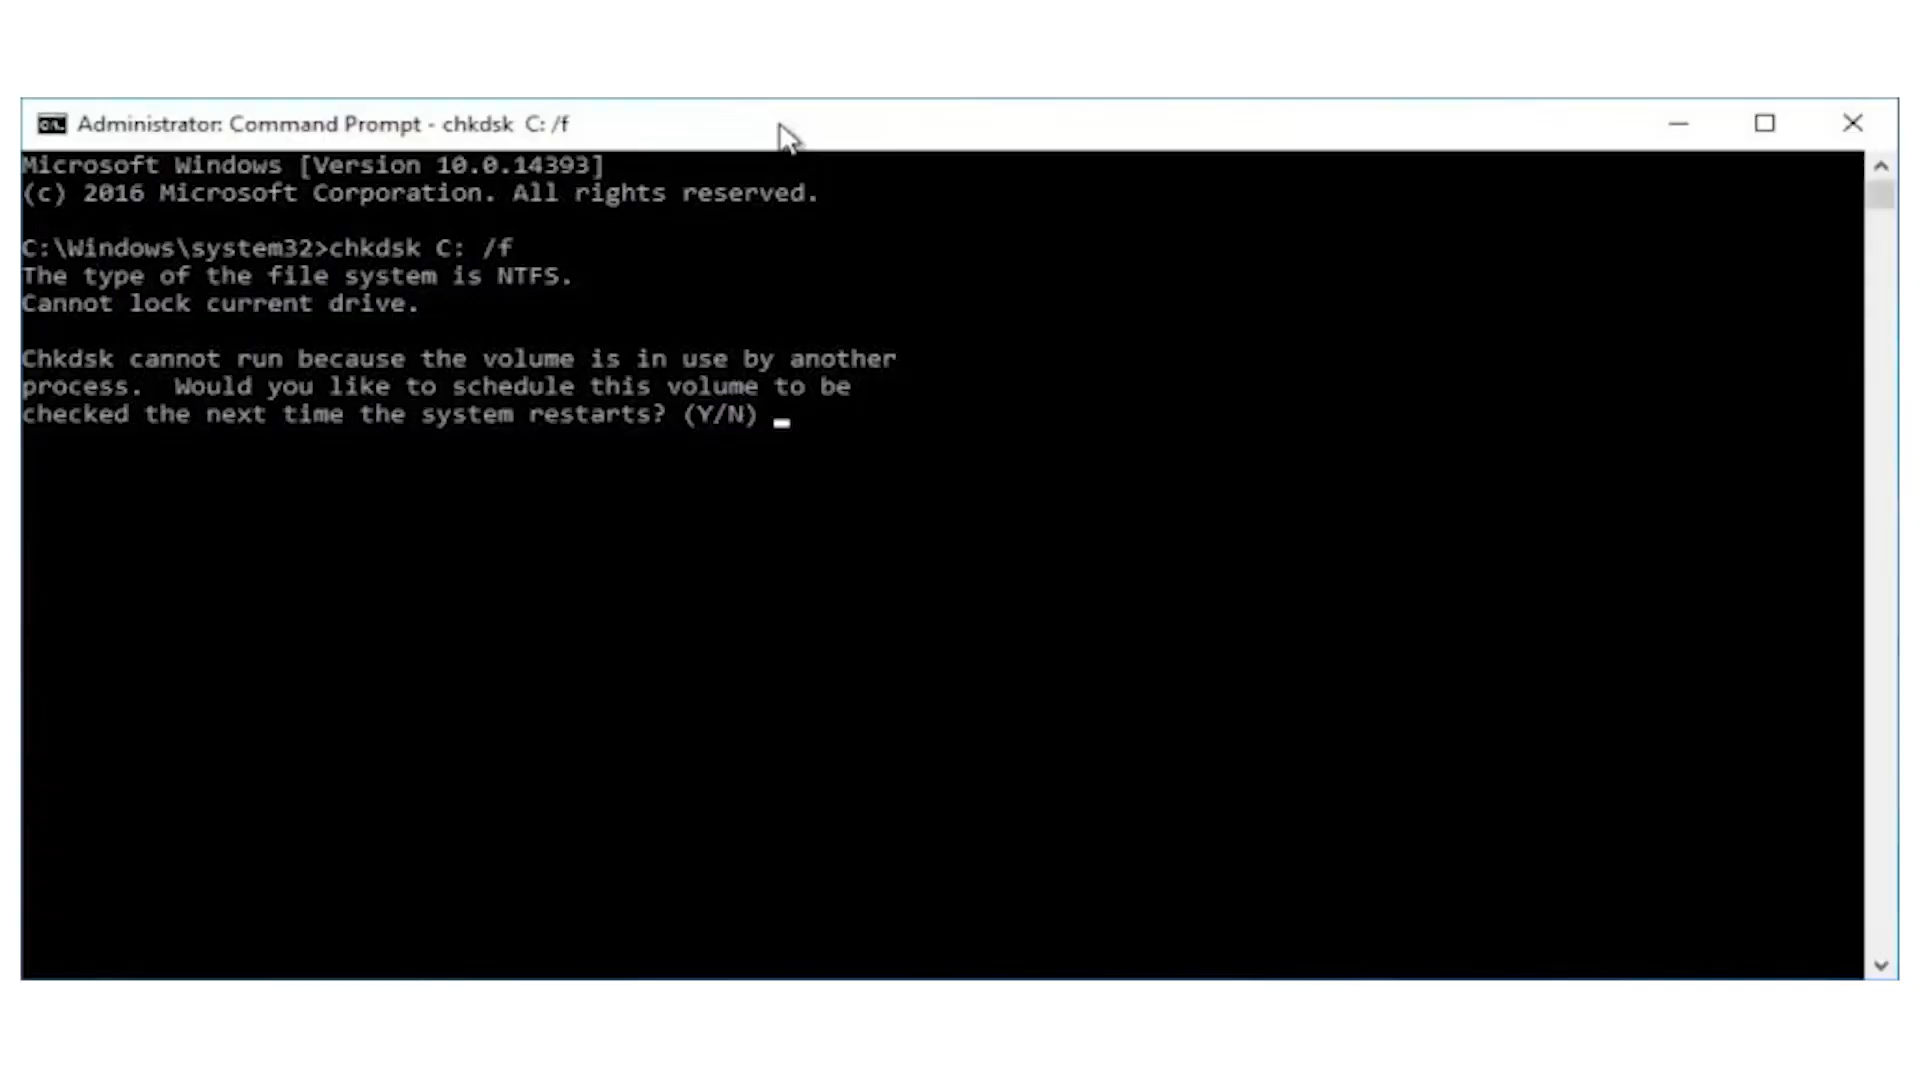 Administrator: Command Prompt - chkdsk  C: /f
Microsoft Windows [Version 10.0.14393]
(c) 2016 Microsoft Corporation. All rights reserved.
C:\Windows\system32>chkdsk C: /f
The type of the file system is NTFS.
Cannot lock current drive.
Chkdsk cannot run because the volume is in use by another
process.  Would you like to schedule this volume to be
checked the next time the system restarts? (Y/N)